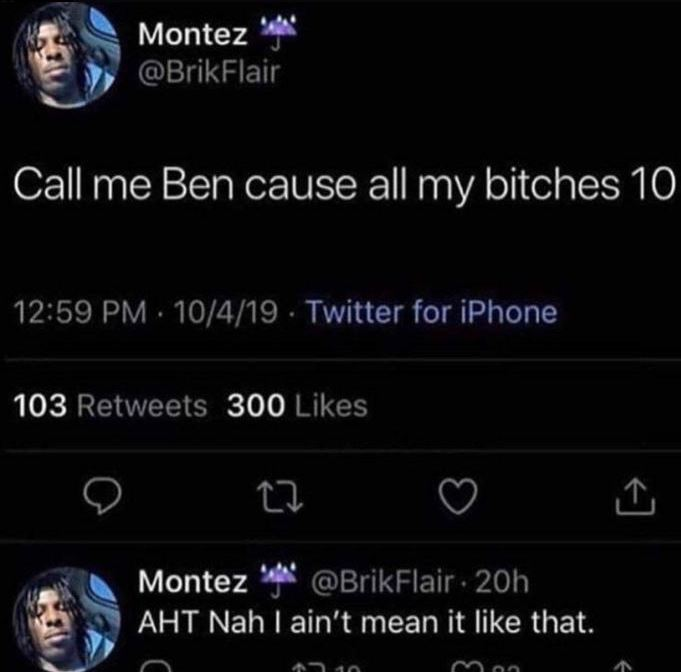 Montez ☔
@BrikFlair
Call me Ben cause all my bitches 10
12:59 PM · 10/4/19 · Twitter for iPhone
103 Retweets 300 Likes
Montez ☔ @BrikFlair · 20h
AHT Nah I ain't mean it like that.